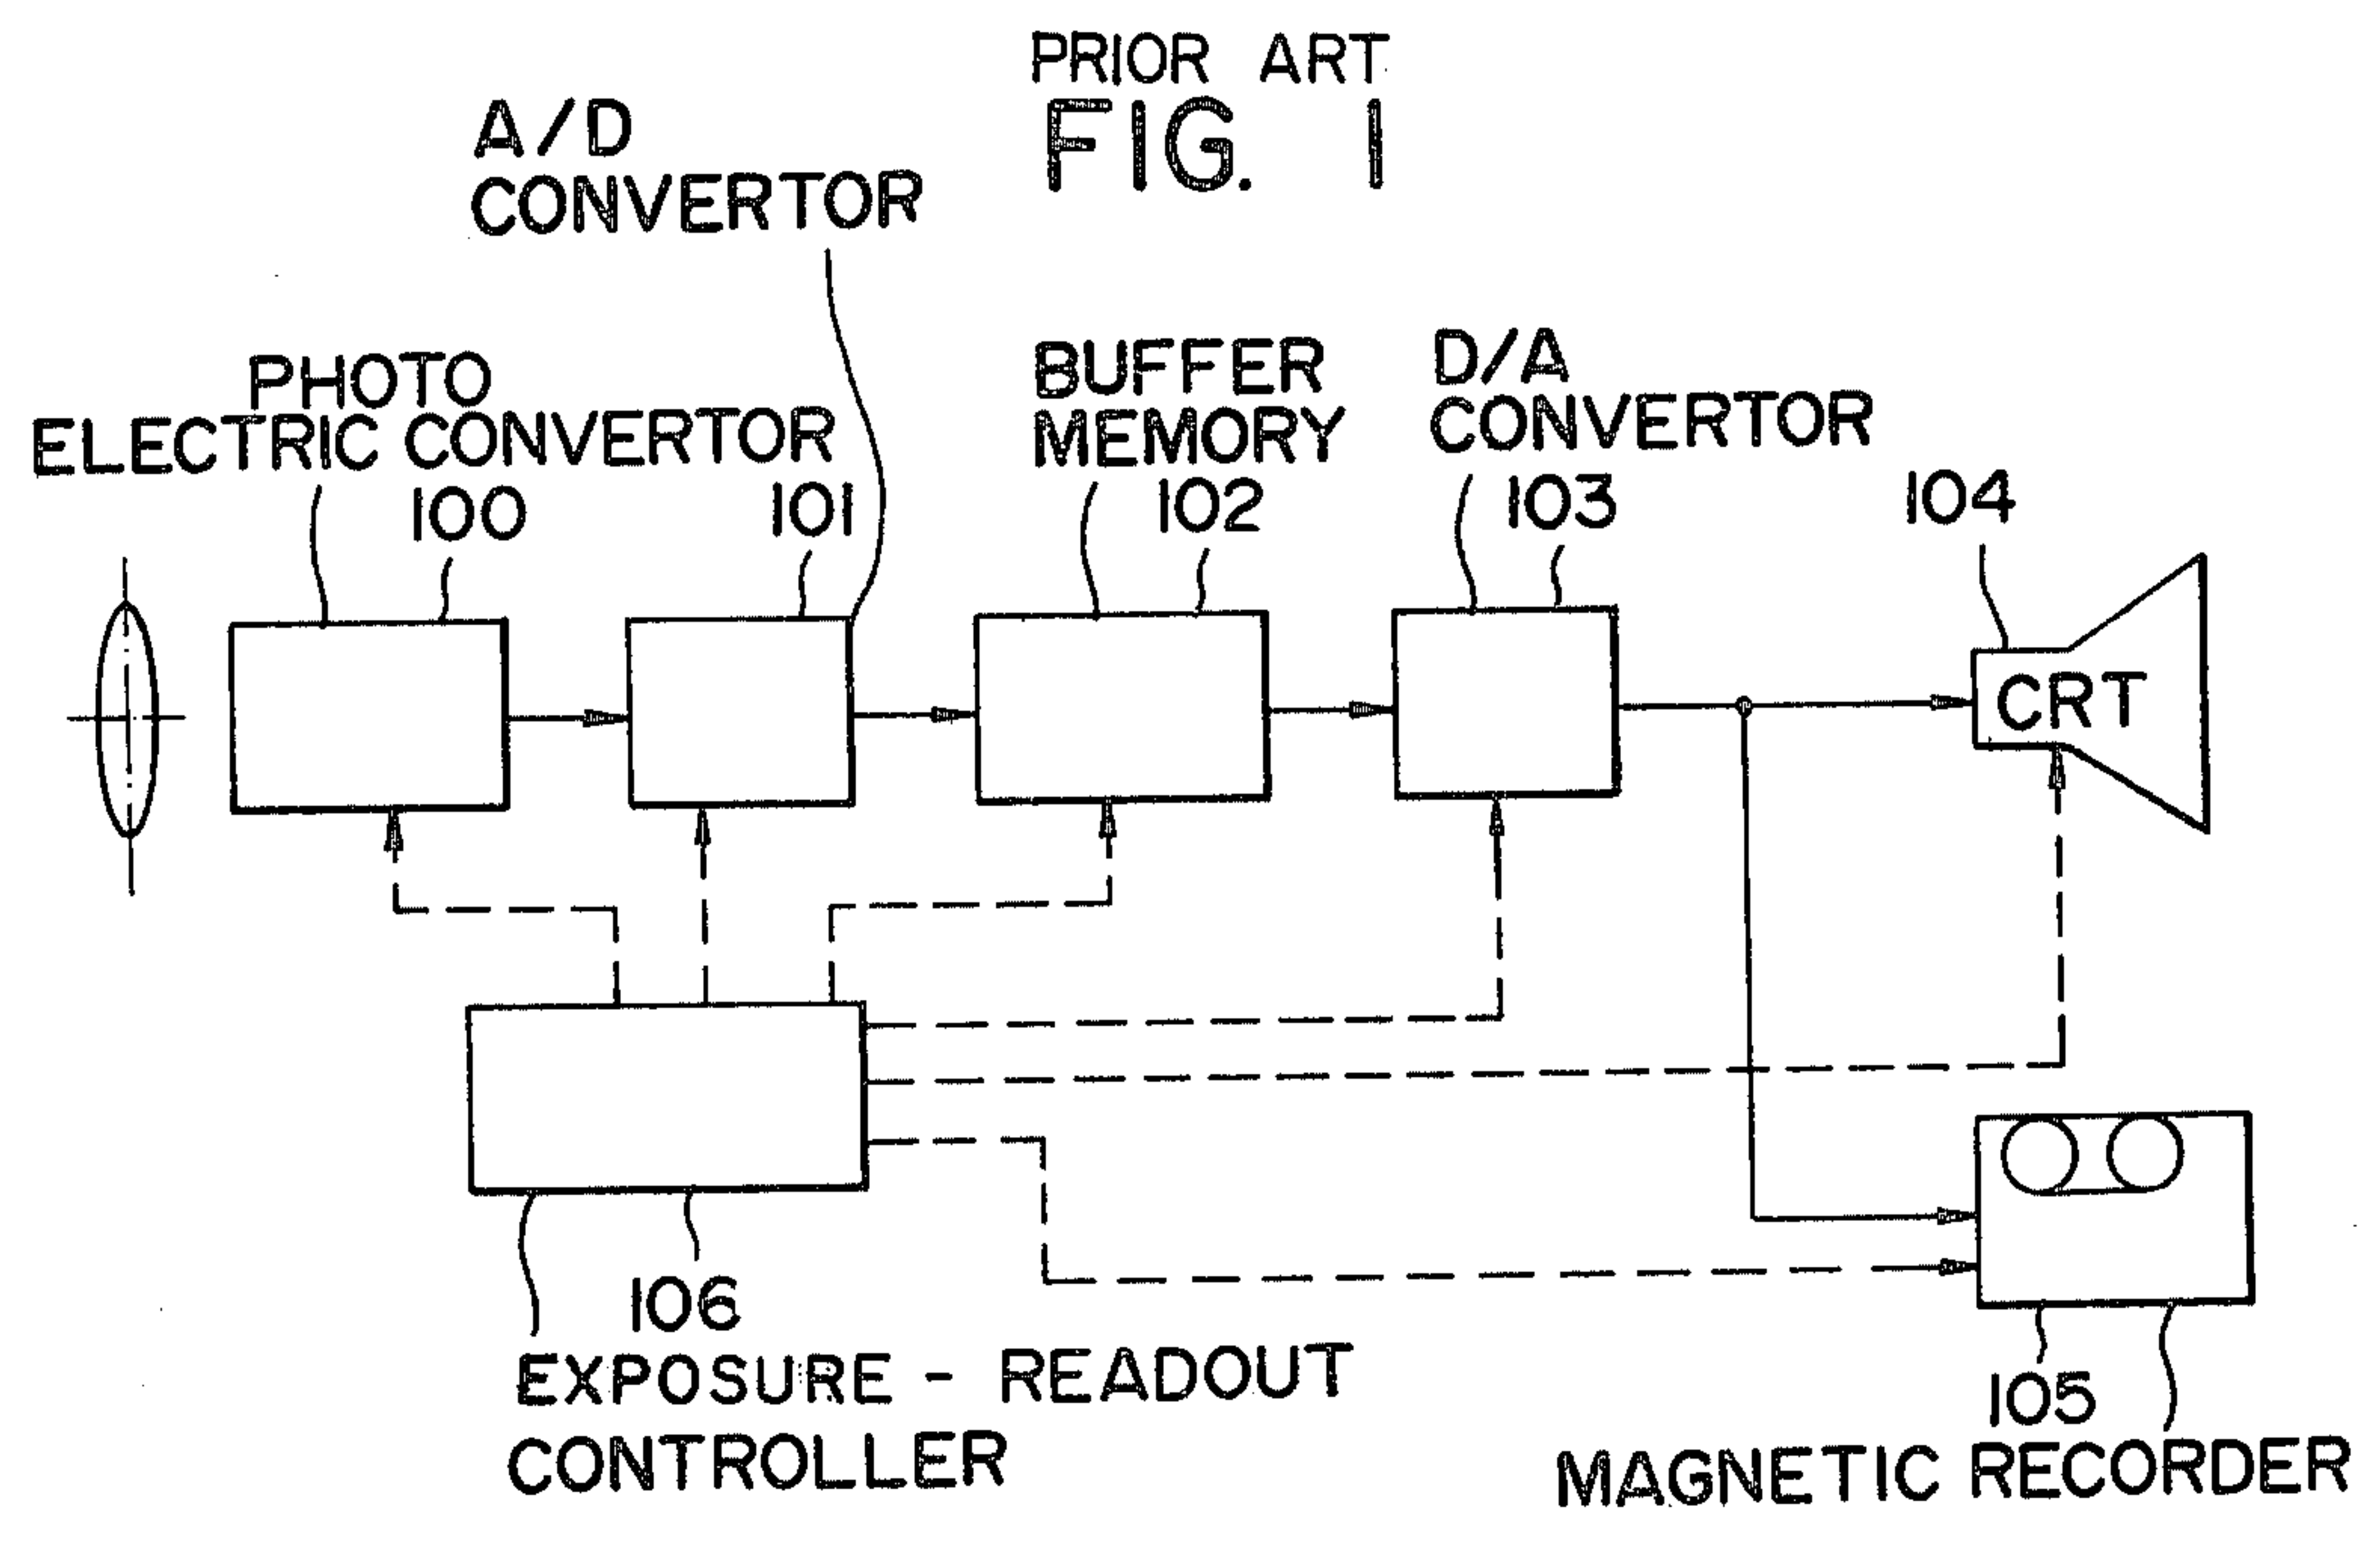 PRIOR ART
FIG. 1
A/D
CONVERTOR
PHOTO
ELECTRIC CONVERTOR
100
101
BUFFER
MEMORY
102
D/A
CONVERTOR
103
104
CRT
106
EXPOSURE - READOUT
CONTROLLER
105
MAGNETIC RECORDER